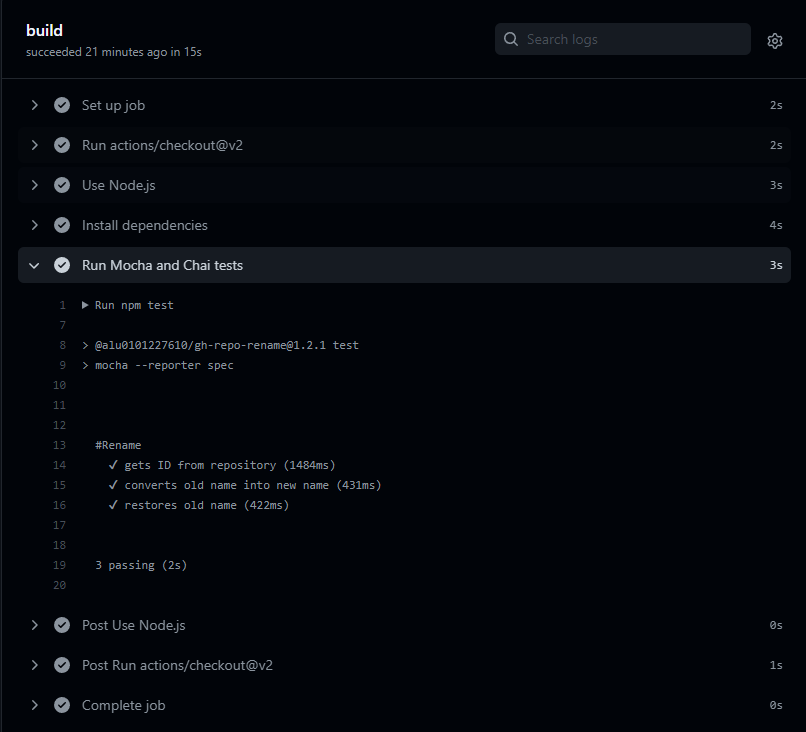 build
succeeded 21 minutes ago in 15s
Search logs
Set up job 2s
Run actions/checkout@v2 2s
Use Node.js 3s
Install dependencies 4s
Run Mocha and Chai tests 3s
1 ▶ Run npm test
7
8 > @alu0101227610/gh-repo-rename@1.2.1 test
9 > mocha --reporter spec
10
11
12
13 #Rename
14 ✓ gets ID from repository (1484ms)
15 ✓ converts old name into new name (431ms)
16 ✓ restores old name (422ms)
17
18
19 3 passing (2s)
20
Post Use Node.js 0s
Post Run actions/checkout@v2 1s
Complete job 0s